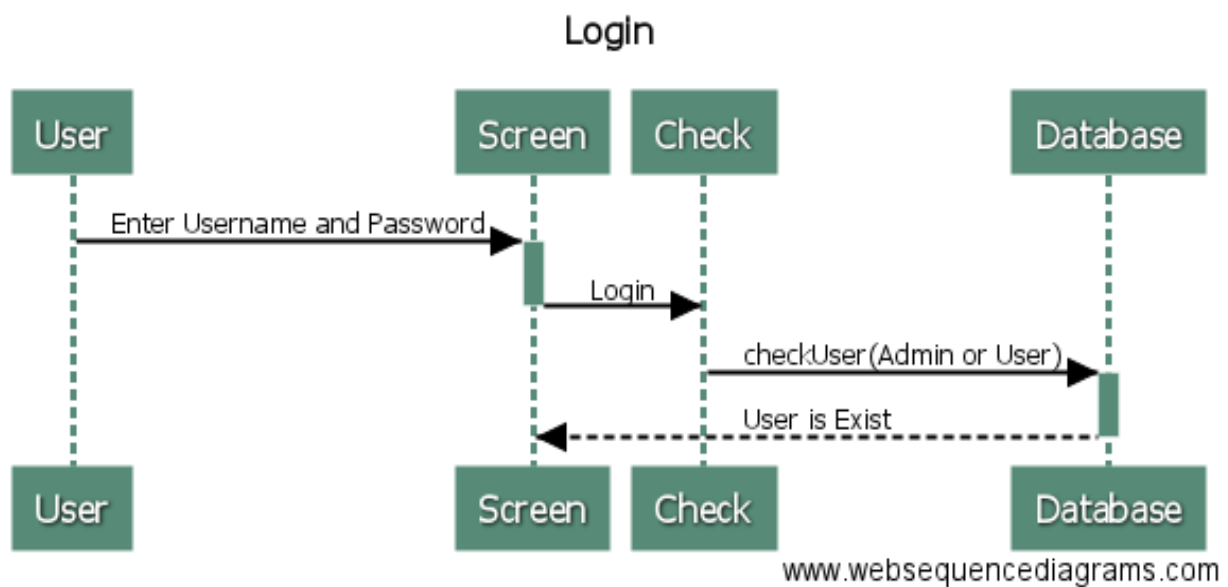 Login
User
Screen
Check
Database
Enter Username and Password
Login
checkUser(Admin or User)
User is Exist
User
Screen
Check
Database
www.websequencediagrams.com